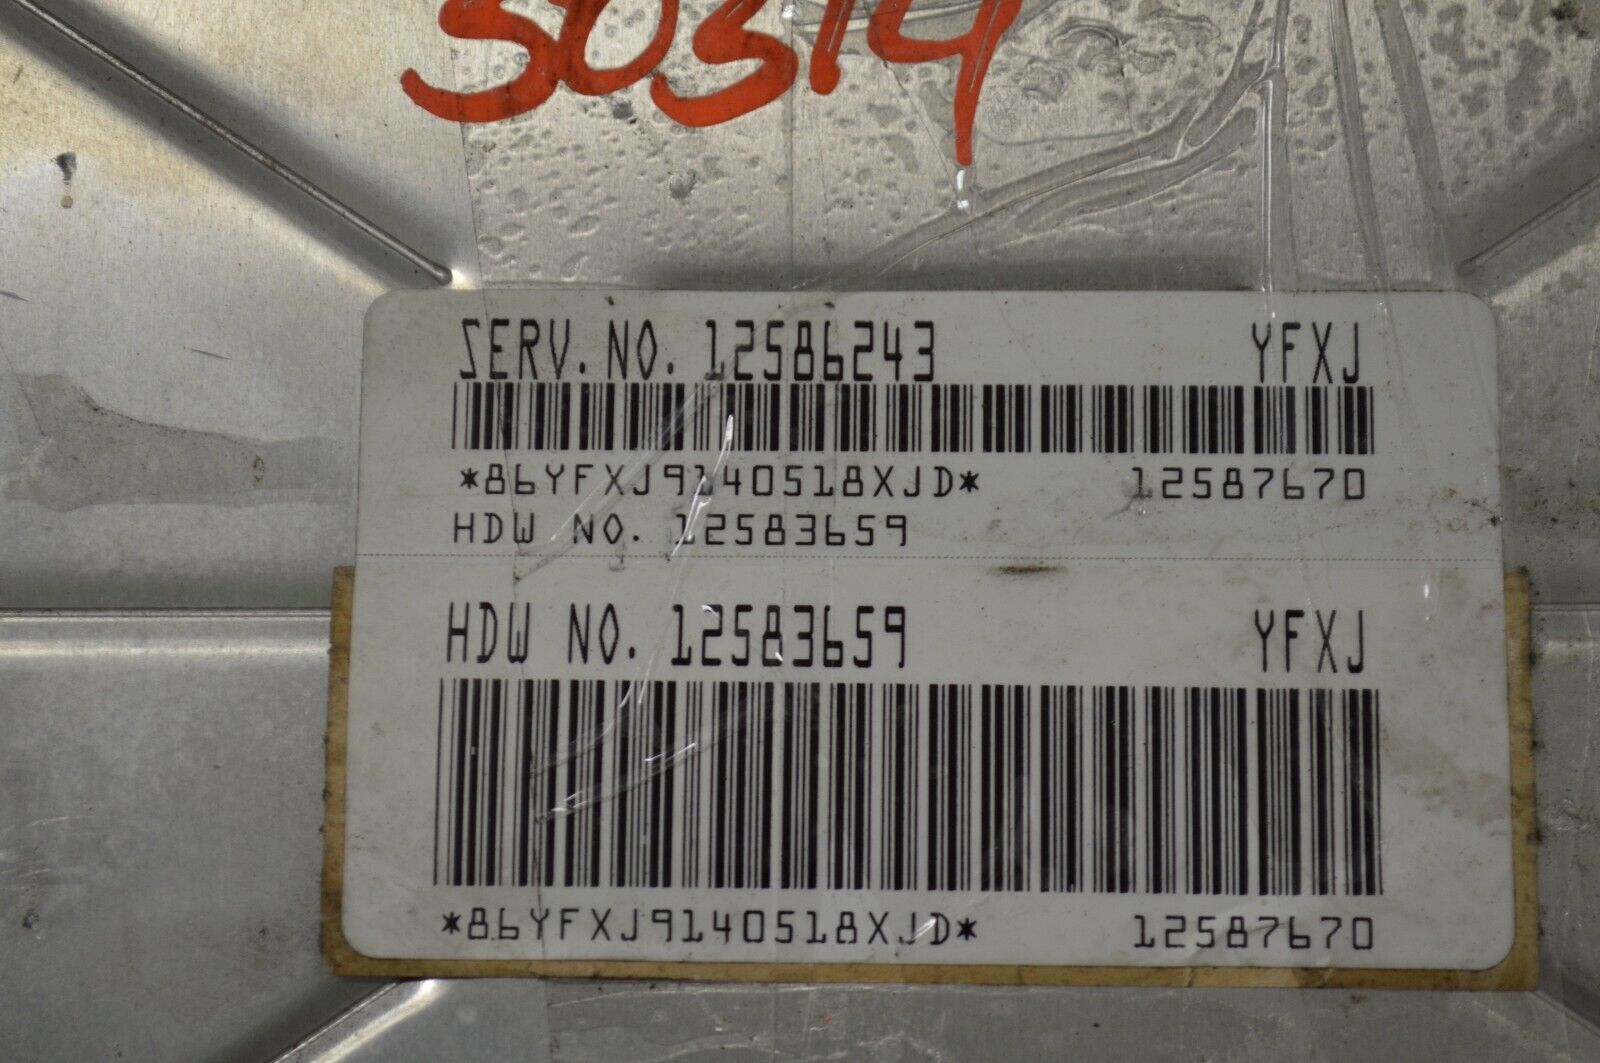 30314
SERV. NO. 12586243 YFXJ
*86YFXJ9140518XJD* 12587670
HDW NO. 12583659
HDW NO. 12583659 YFXJ
*86YFXJ9140518XJD* 12587670